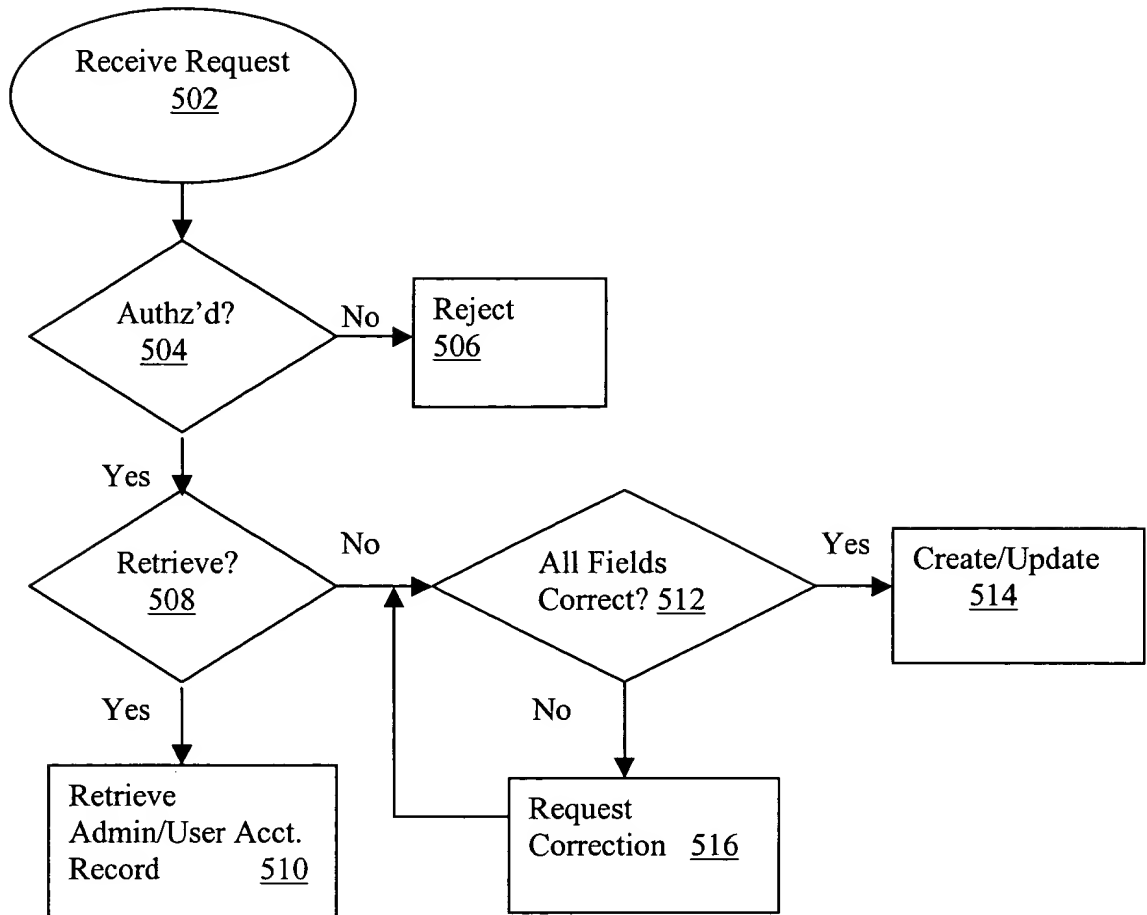 Receive Request
502
Authz'd?
504
No
Reject
506
Yes
Retrieve?
508
No
All Fields
Correct? 512
Yes
Create/Update
514
Yes
No
Retrieve
Admin/User Acct.
Record 510
Request
Correction 516